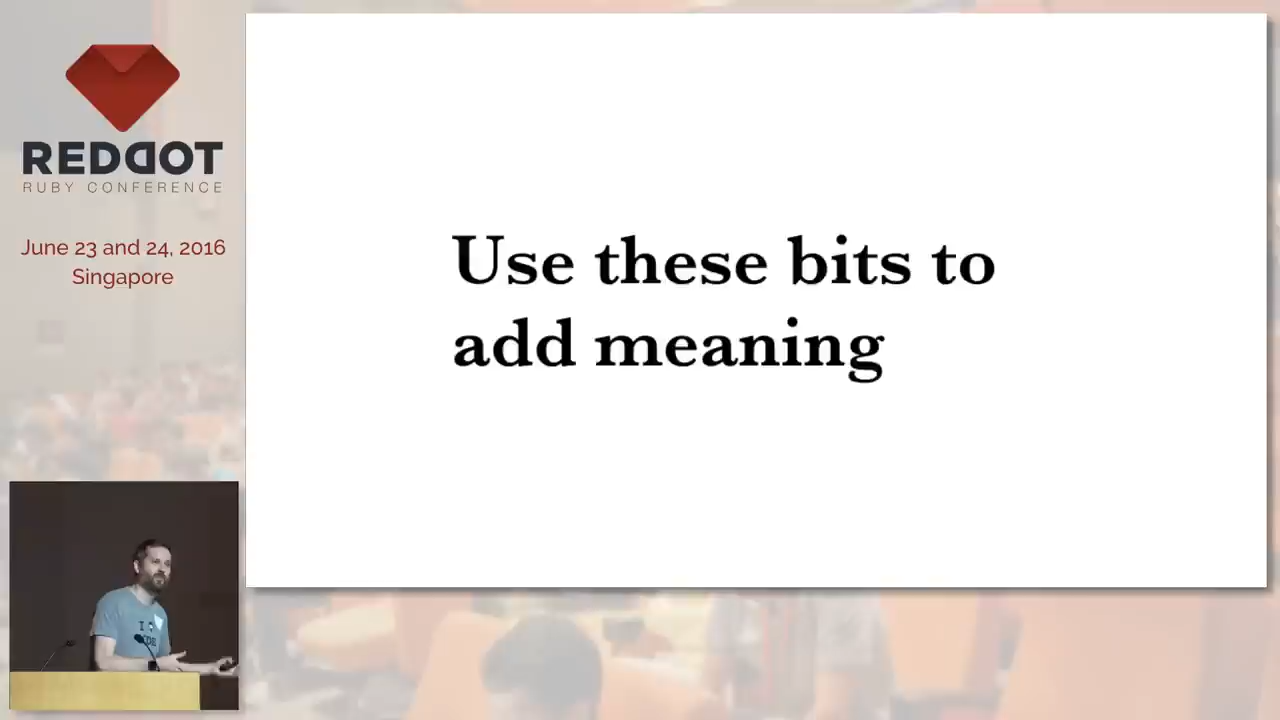 REDDOT
RUBY CONFERENCE
June 23 and 24, 2016
Singapore
Use these bits to
add meaning